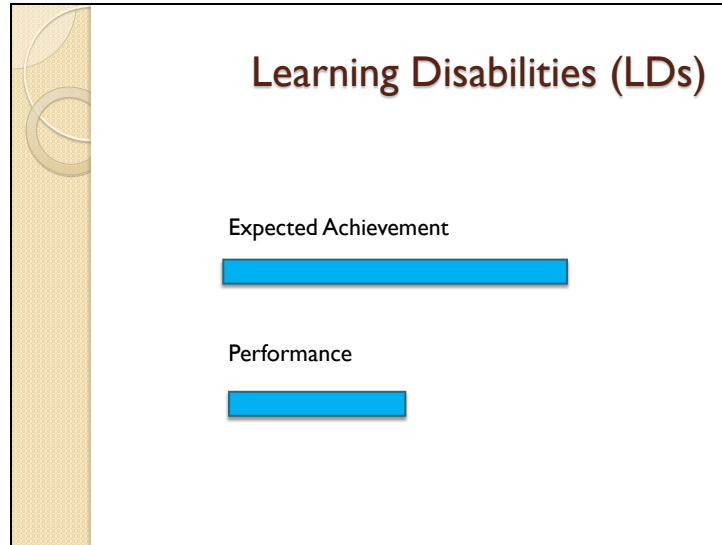 Learning Disabilities (LDs)
Expected Achievement
Performance